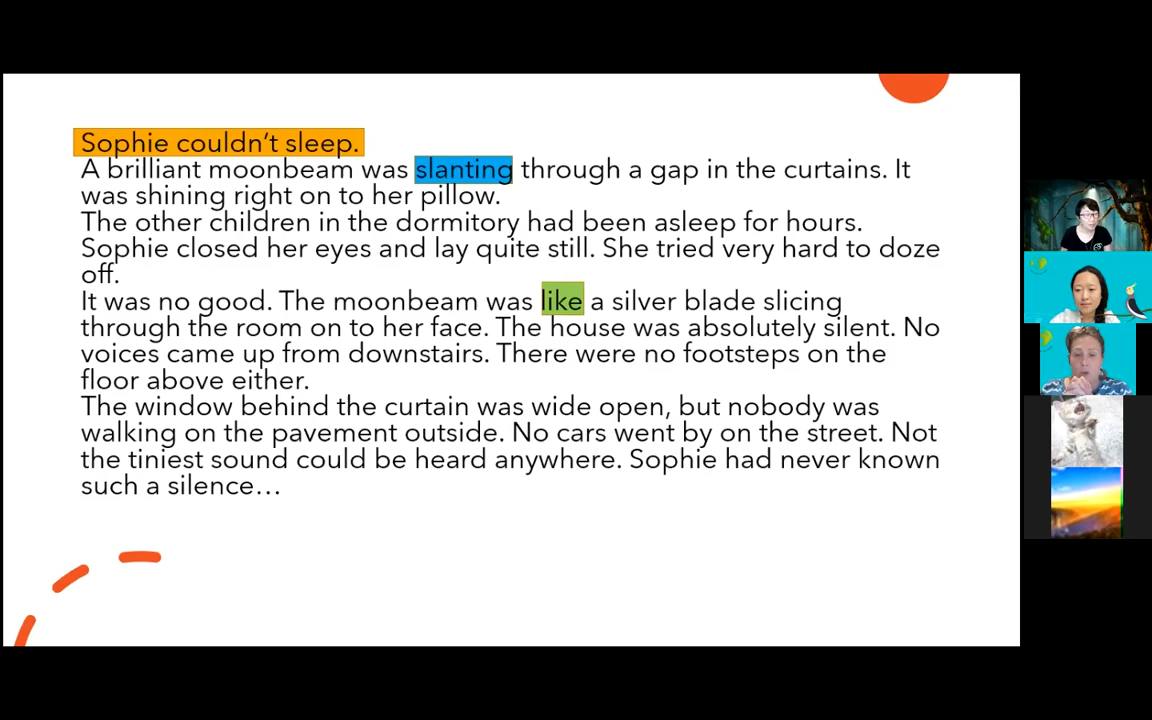 Sophie couldn’t sleep.
A brilliant moonbeam was slanting through a gap in the curtains. It
was shining right on to her pillow.
The other children in the dormitory had been asleep for hours.
Sophie closed her eyes and lay quite still. She tried very hard to doze
off.
It was no good. The moonbeam was like a silver blade slicing
through the room on to her face. The house was absolutely silent. No
voices came up from downstairs. There were no footsteps on the
floor above either.
The window behind the curtain was wide open, but nobody was
walking on the pavement outside. No cars went by on the street. Not
the tiniest sound could be heard anywhere. Sophie had never known
such a silence…